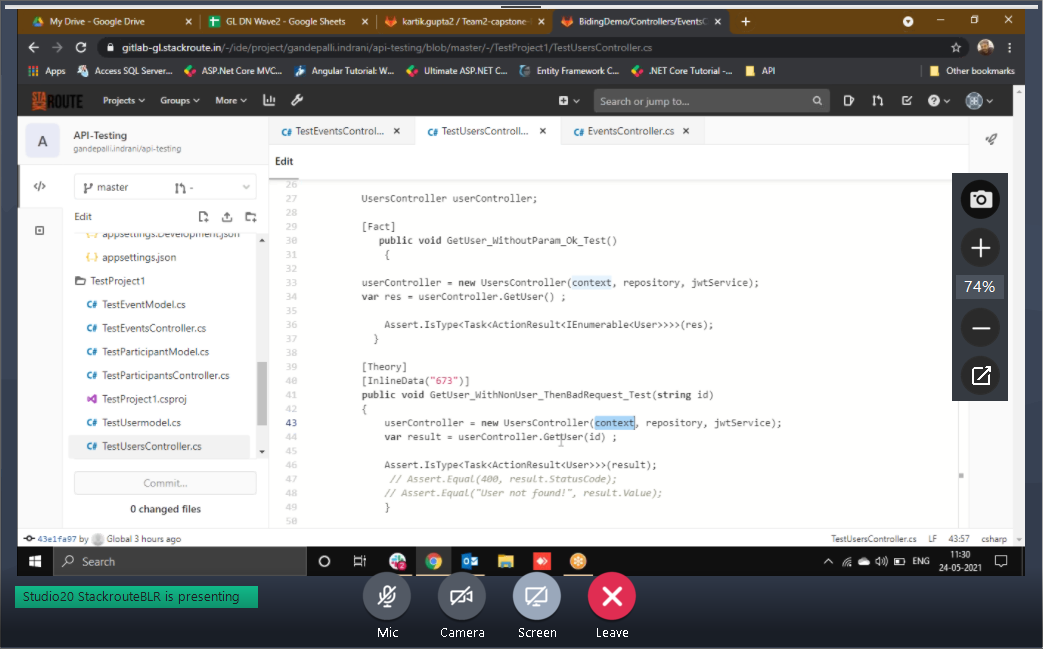 My Drive - Google Drive
GL DN Wave2 - Google Sheets
kartik.gupta2 / Team2-capstone-
BidingDemo/Controllers/EventsC
gitlab-gl.stackroute.in/-/ide/project/gandepalli.indrani/api-testing/blob/master/-/TestProject1/TestUsersController.cs
Apps
Access SQL Server...
ASP.Net Core MVC...
Angular Tutorial: W...
Ultimate ASP.NET C...
Entity Framework C...
.NET Core Tutorial -...
API
Other bookmarks
STAROUTE
Projects
Groups
More
Search or jump to...
A
API-Testing
gandepalli.indrani/api-testing
C# TestEventsControl...
C# TestUsersControll...
C# EventsController.cs
Edit
master
-
Edit
{..} appsettings.Development.json
{..} appsettings.json
TestProject1
C# TestEventModel.cs
C# TestEventsController.cs
C# TestParticipantModel.cs
C# TestParticipantsController.cs
TestProject1.csproj
C# TestUsermodel.cs
C# TestUsersController.cs
Commit...
0 changed files
26
27 UsersController userController;
28
29 [Fact]
30 public void GetUser_WithoutParam_Ok_Test()
31 {
32
33 userController = new UsersController(context, repository, jwtService);
34 var res = userController.GetUser() ;
35
36 Assert.IsType<Task<ActionResult<IEnumerable<User>>>>(res);
37 }
38
39 [Theory]
40 [InlineData("673")]
41 public void GetUser_WithNonUser_ThenBadRequest_Test(string id)
42 {
43 userController = new UsersController(context, repository, jwtService);
44 var result = userController.GetUser(id) ;
45
46 Assert.IsType<Task<ActionResult<User>>>(result);
47 // Assert.Equal(400, result.StatusCode);
48 // Assert.Equal("User not found!", result.Value);
49 }
50
74%
43e1fa97 by Global 3 hours ago
TestUsersController.cs LF 43:57 csharp
Search
ENG
11:30
24-05-2021
Studio20 StackrouteBLR is presenting
Mic
Camera
Screen
Leave